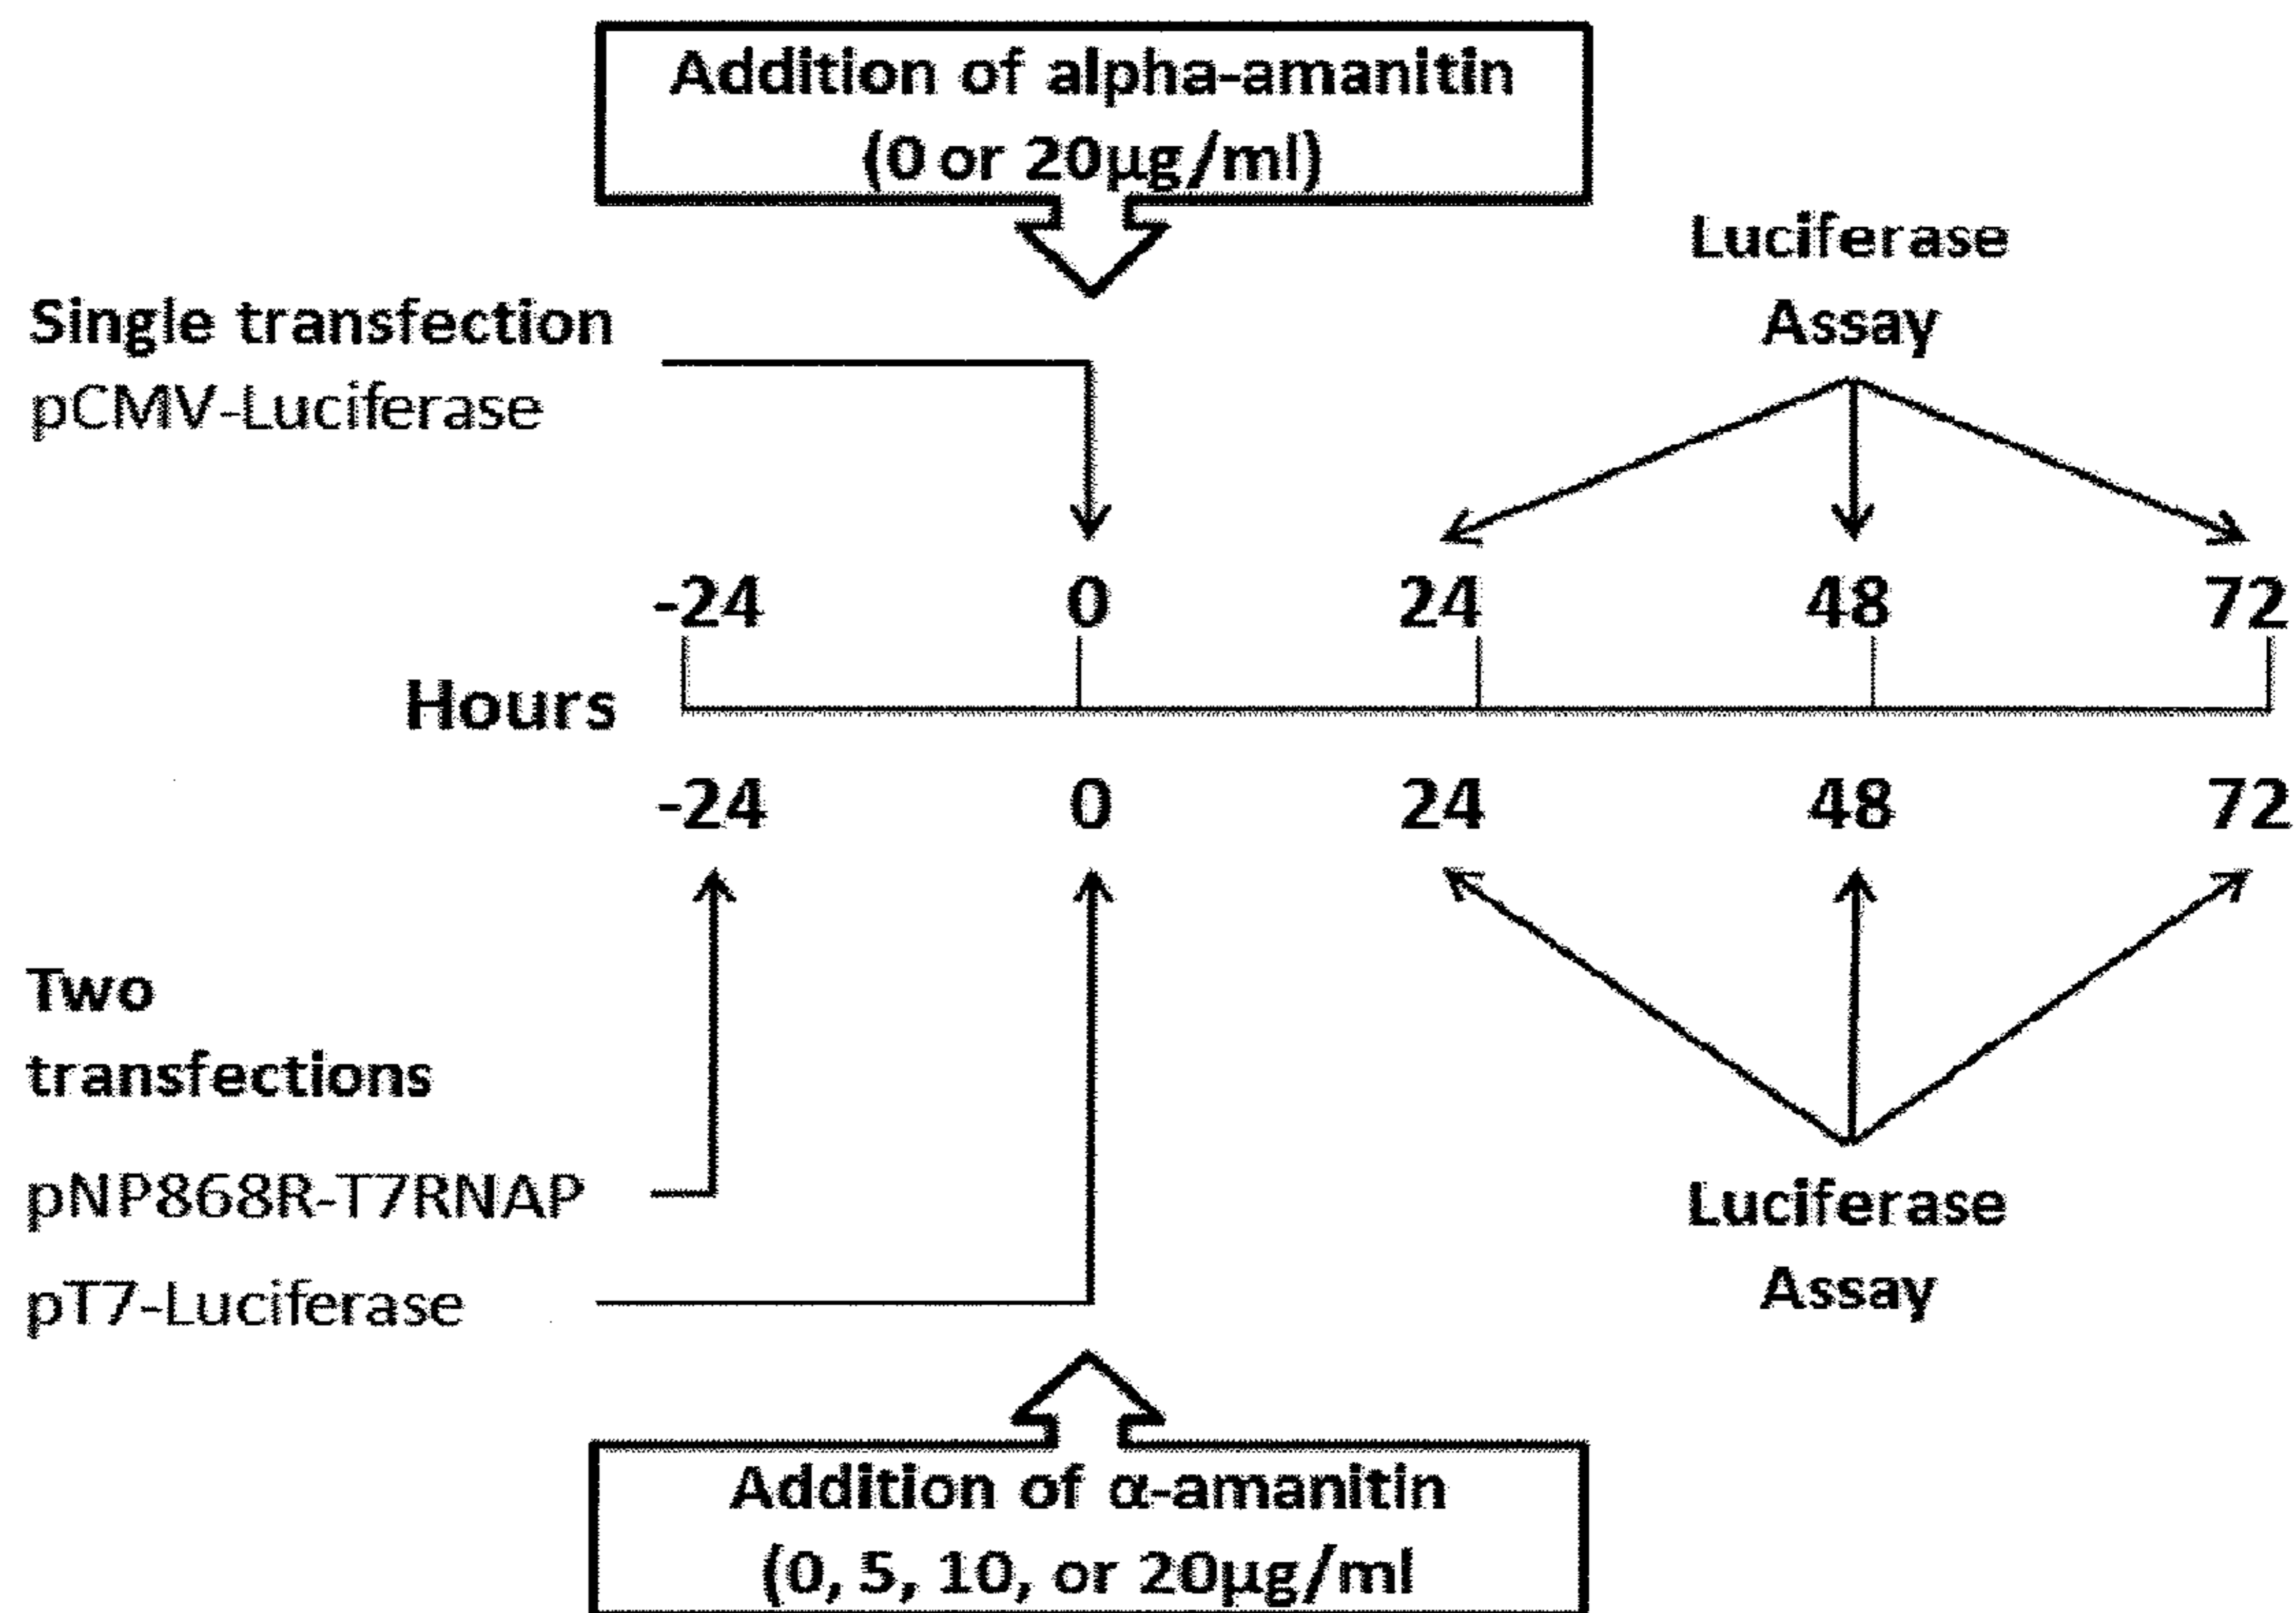 Addition of alpha-amanitin
(0 or 20µg/ml)
Luciferase
Assay
Single transfection
pCMV-Luciferase
-24 0 24 48 72
Hours
-24 0 24 48 72
Two
transfections
pNP868R-T7RNAP
pT7-Luciferase
Luciferase
Assay
Addition of α-amanitin
(0, 5, 10, or 20µg/ml